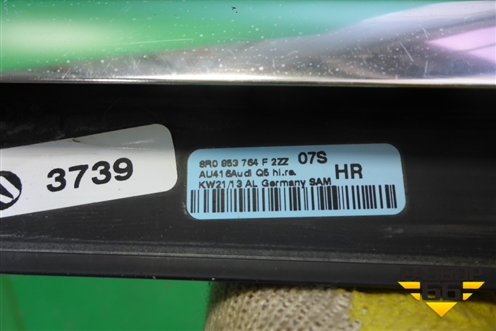 3739
8R0 853 764 F 2ZZ 07S
AU416Audi Q5 hi.re.
KW21/13 AL Germany SAM
HR